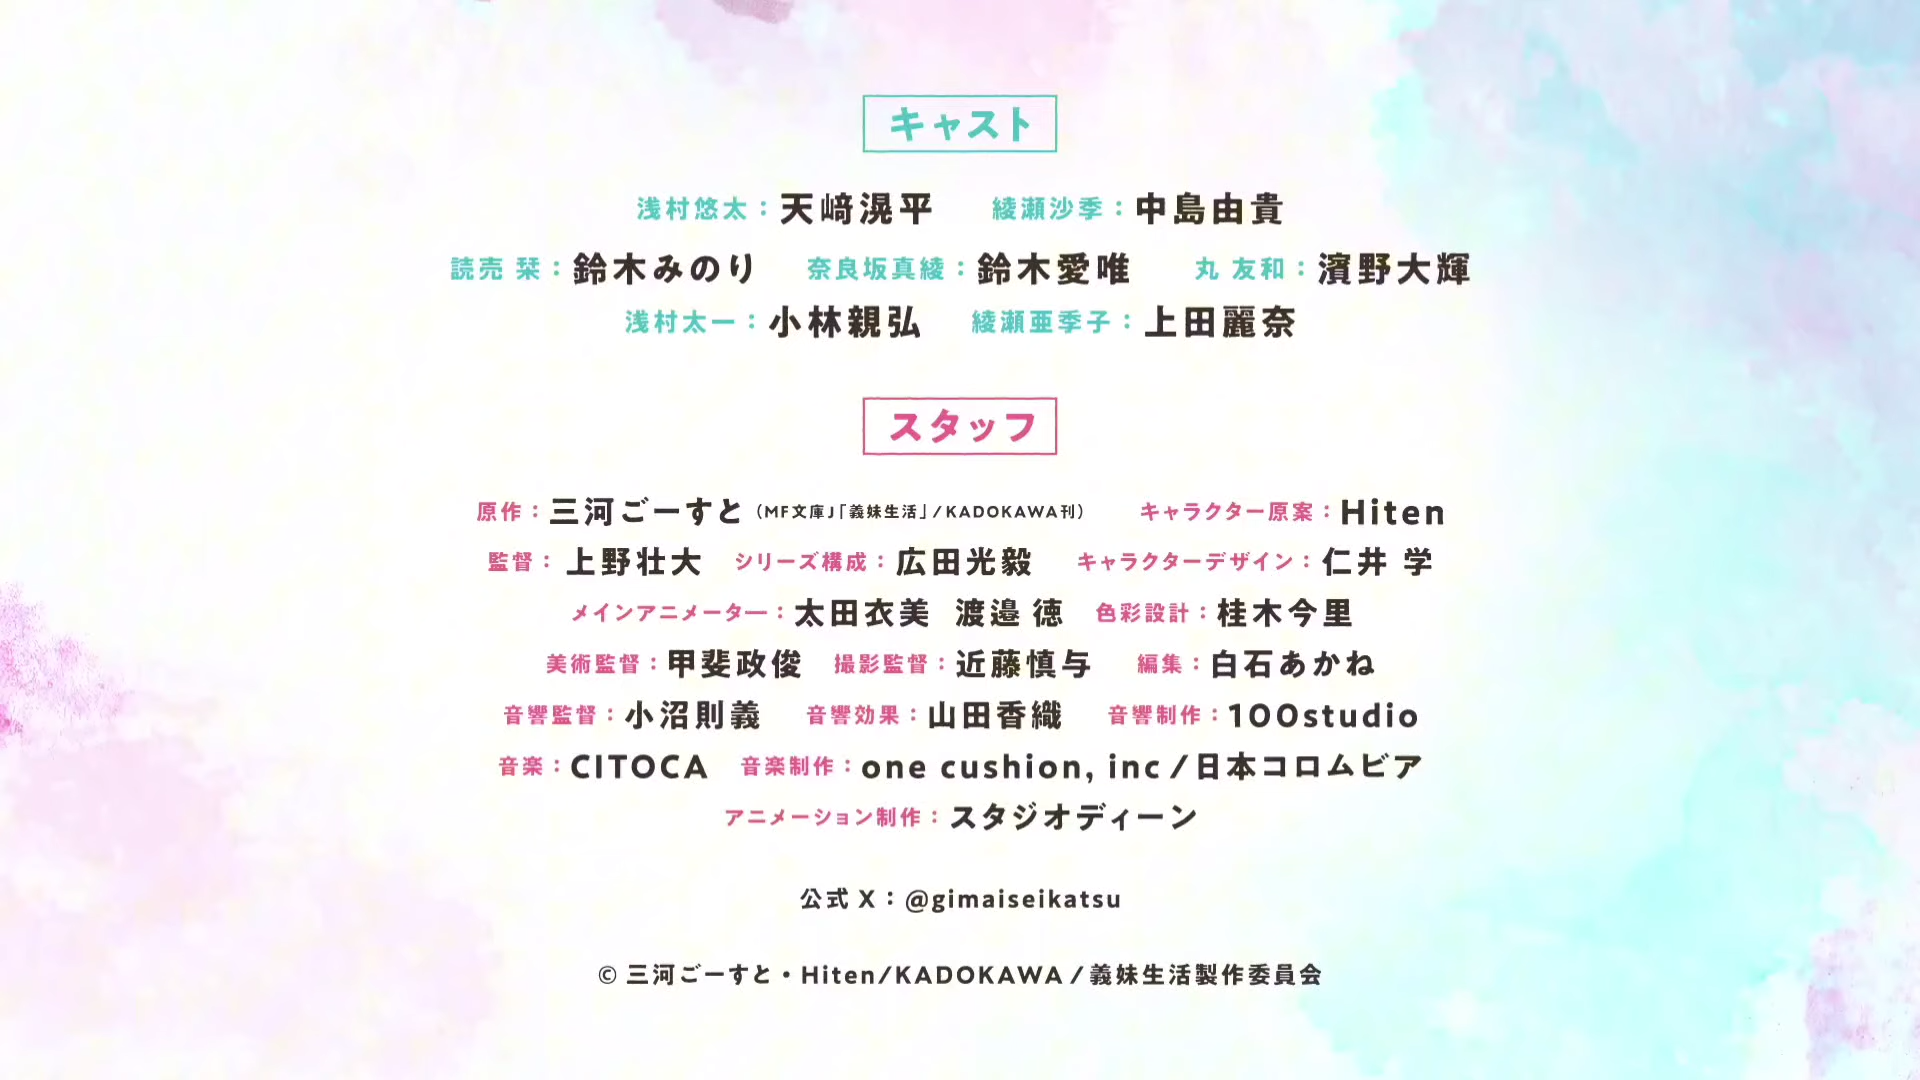 キャスト
浅村悠太：天﨑滉平　綾瀬沙季：中島由貴
読売 栞：鈴木みのり　奈良坂真綾：鈴木愛唯　丸 友和：濱野大輝
浅村太一：小林親弘　綾瀬亜季子：上田麗奈
スタッフ
原作：三河ごーすと（MF文庫J「義妹生活」/KADOKAWA刊）　キャラクター原案：Hiten
監督：上野壮大　シリーズ構成：広田光毅　キャラクターデザイン：仁井 学
メインアニメーター：太田衣美　渡邉 徳　色彩設計：桂木今里
美術監督：甲斐政俊　撮影監督：近藤慎与　編集：白石あかね
音響監督：小沼則義　音響効果：山田香織　音響制作：100studio
音楽：CITOCA　音楽制作：one cushion, inc/日本コロムビア
アニメーション制作：スタジオディーン
公式 X：@gimaiseikatsu
© 三河ごーすと・Hiten/KADOKAWA/義妹生活製作委員会